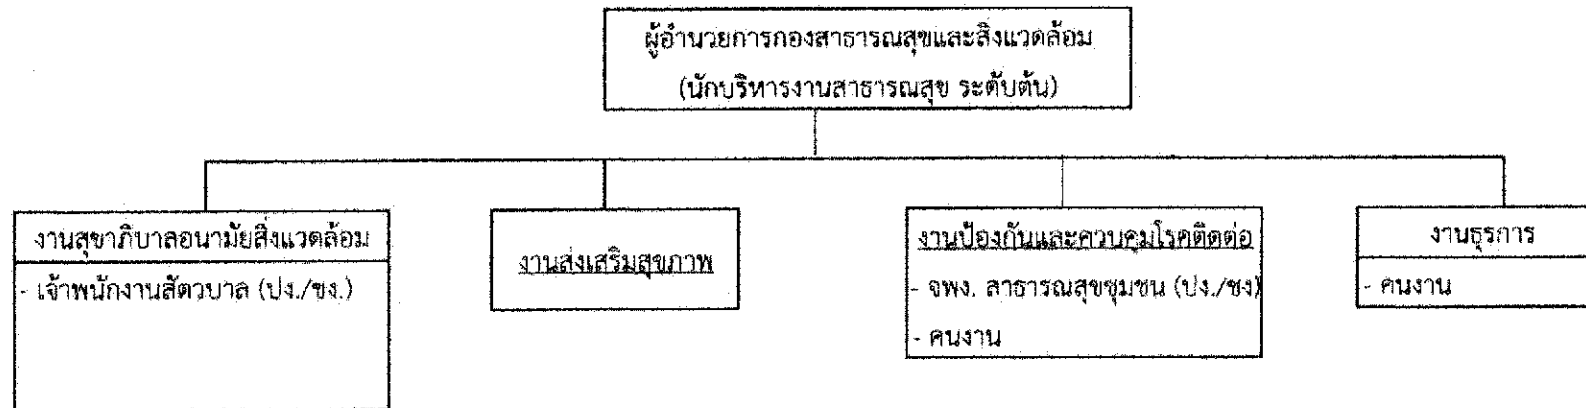 ผู้อำนวยการกองสาธารณสุขและสิ่งแวดล้อม
(นักบริหารงานสาธารณสุข ระดับต้น)
งานสุขาภิบาลอนามัยสิ่งแวดล้อม
- เจ้าพนักงานสัตวบาล (ปง./ชง.)
งานส่งเสริมสุขภาพ
งานป้องกันและควบคุมโรคติดต่อ
- จพง. สาธารณสุขชุมชน (ปง./ชง)
- คนงาน
งานธุรการ
- คนงาน